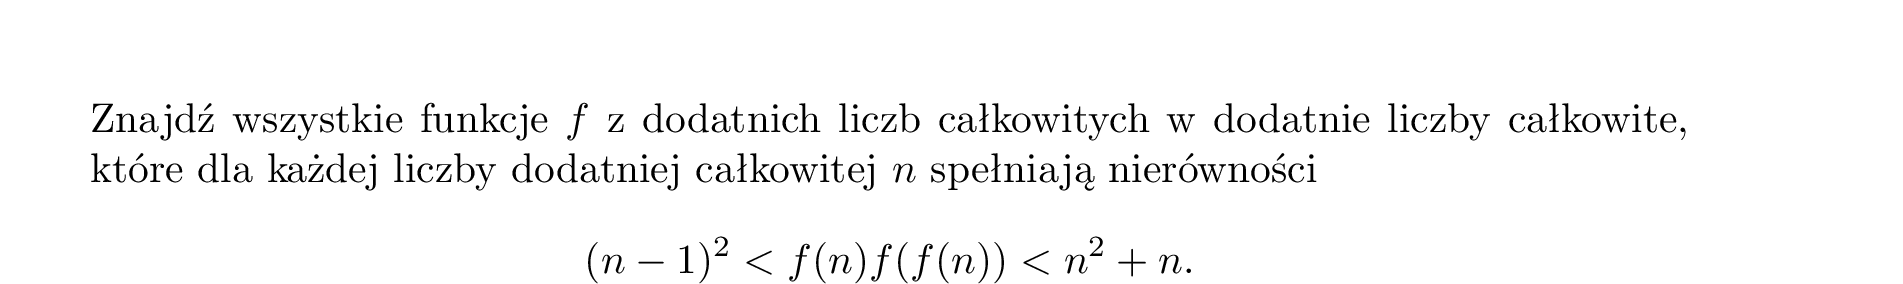 Znajdź wszystkie funkcje f z dodatnich liczb całkowitych w dodatnie liczby całkowite,
które dla każdej liczby dodatniej całkowitej n spełniają nierówności
(n − 1)² < f(n)f(f(n)) < n² + n.